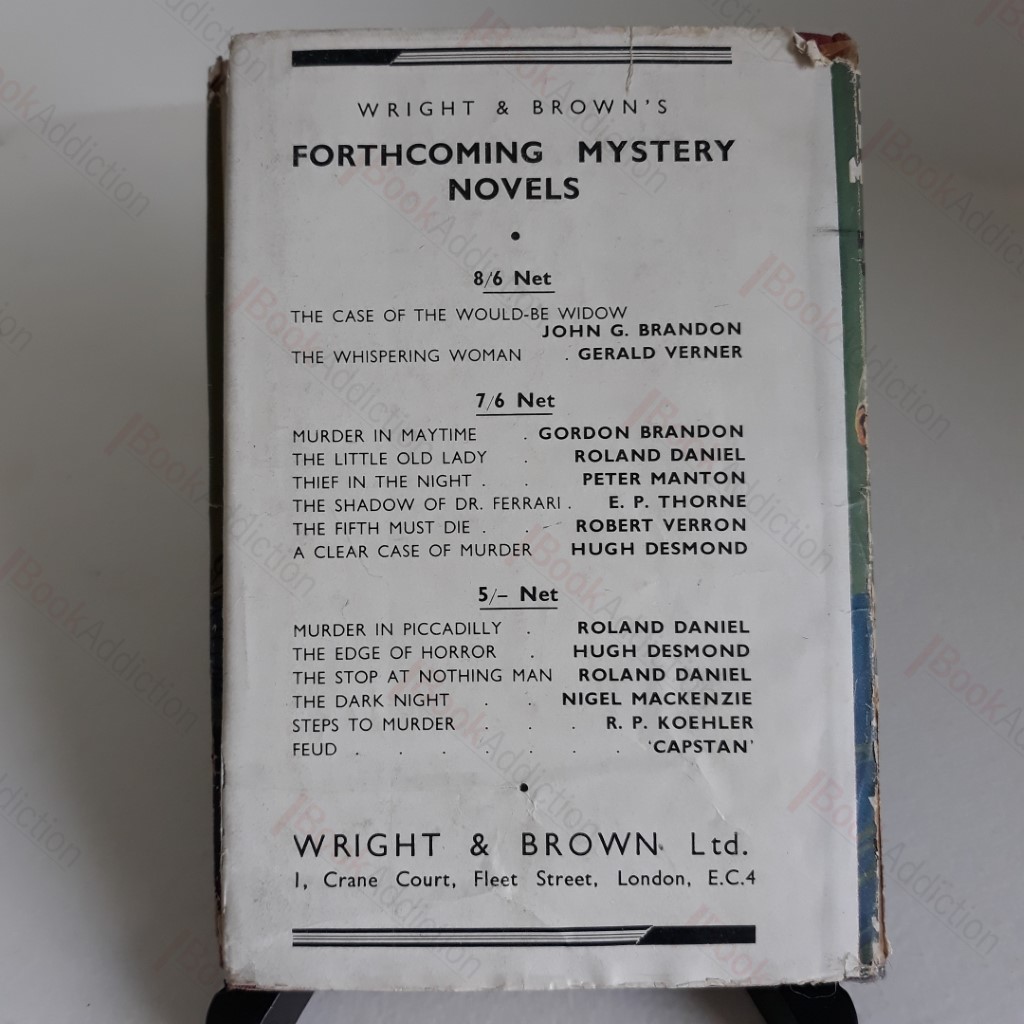 WRIGHT & BROWN'S
FORTHCOMING MYSTERY
NOVELS
8/6 Net
THE CASE OF THE WOULD-BE WIDOW
JOHN G. BRANDON
THE WHISPERING WOMAN . GERALD VERNER
7/6 Net
MURDER IN MAYTIME . GORDON BRANDON
THE LITTLE OLD LADY . ROLAND DANIEL
THIEF IN THE NIGHT . . PETER MANTON
THE SHADOW OF DR. FERRARI . E. P. THORNE
THE FIFTH MUST DIE . . ROBERT VERRON
A CLEAR CASE OF MURDER HUGH DESMOND
5/– Net
MURDER IN PICCADILLY . ROLAND DANIEL
THE EDGE OF HORROR . HUGH DESMOND
THE STOP AT NOTHING MAN ROLAND DANIEL
THE DARK NIGHT . . NIGEL MACKENZIE
STEPS TO MURDER . . . R. P. KOEHLER
FEUD . . . . . . . 'CAPSTAN'
WRIGHT & BROWN Ltd.
1, Crane Court, Fleet Street, London, E.C.4
BookAddiction